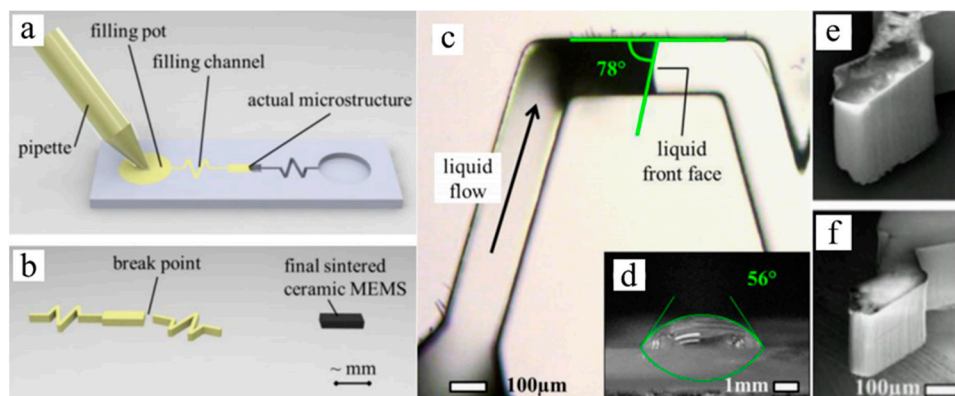 a
filling pot
filling channel
actual microstructure
pipette
b
break point
final sintered
ceramic MEMS
~ mm
c
78°
liquid
flow
liquid
front face
100µm
d
56°
1mm
e
f
100µm